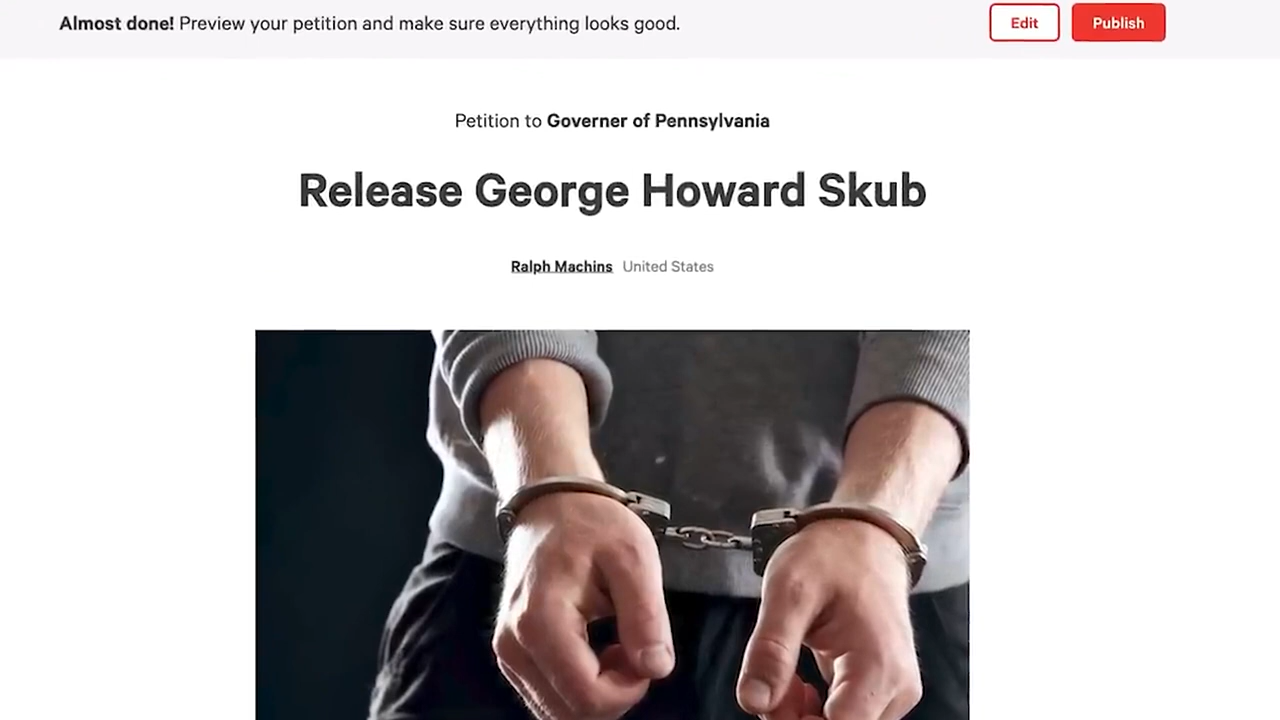 Almost done! Preview your petition and make sure everything looks good.
Edit
Publish
Petition to Governer of Pennsylvania
Release George Howard Skub
Ralph Machins United States